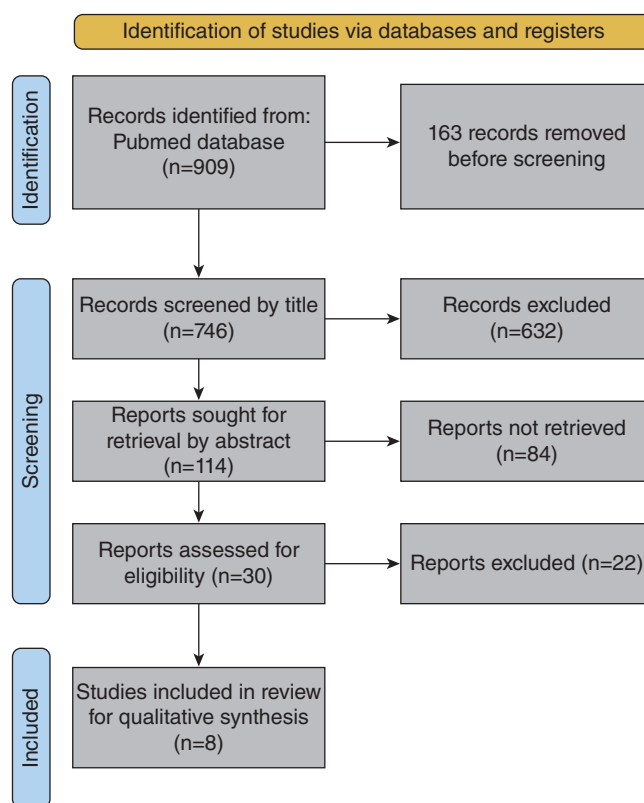 Identification of studies via databases and registers
Identification
Records identified from:
Pubmed database
(n=909)
163 records removed
before screening
Screening
Records screened by title
(n=746)
Records excluded
(n=632)
Reports sought for
retrieval by abstract
(n=114)
Reports not retrieved
(n=84)
Reports assessed for
eligibility (n=30)
Reports excluded (n=22)
Included
Studies included in review
for qualitative synthesis
(n=8)